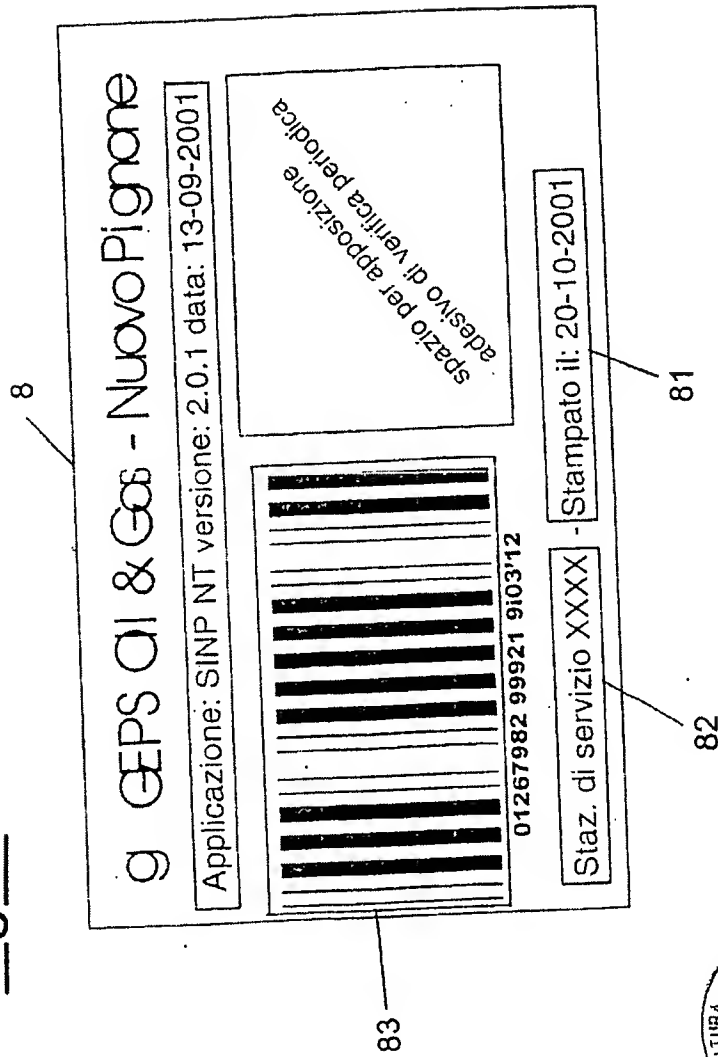 8
g GEPS Oil & Gas - Nuovo Pignone
Applicazione: SINP NT versione: 2.0.1 data: 13-09-2001
spazio per apposizione
adesivo di verifica periodica
01267982 99921 9i03'12
83
Staz. di servizio XXXX - Stampato il: 20-10-2001
82
81